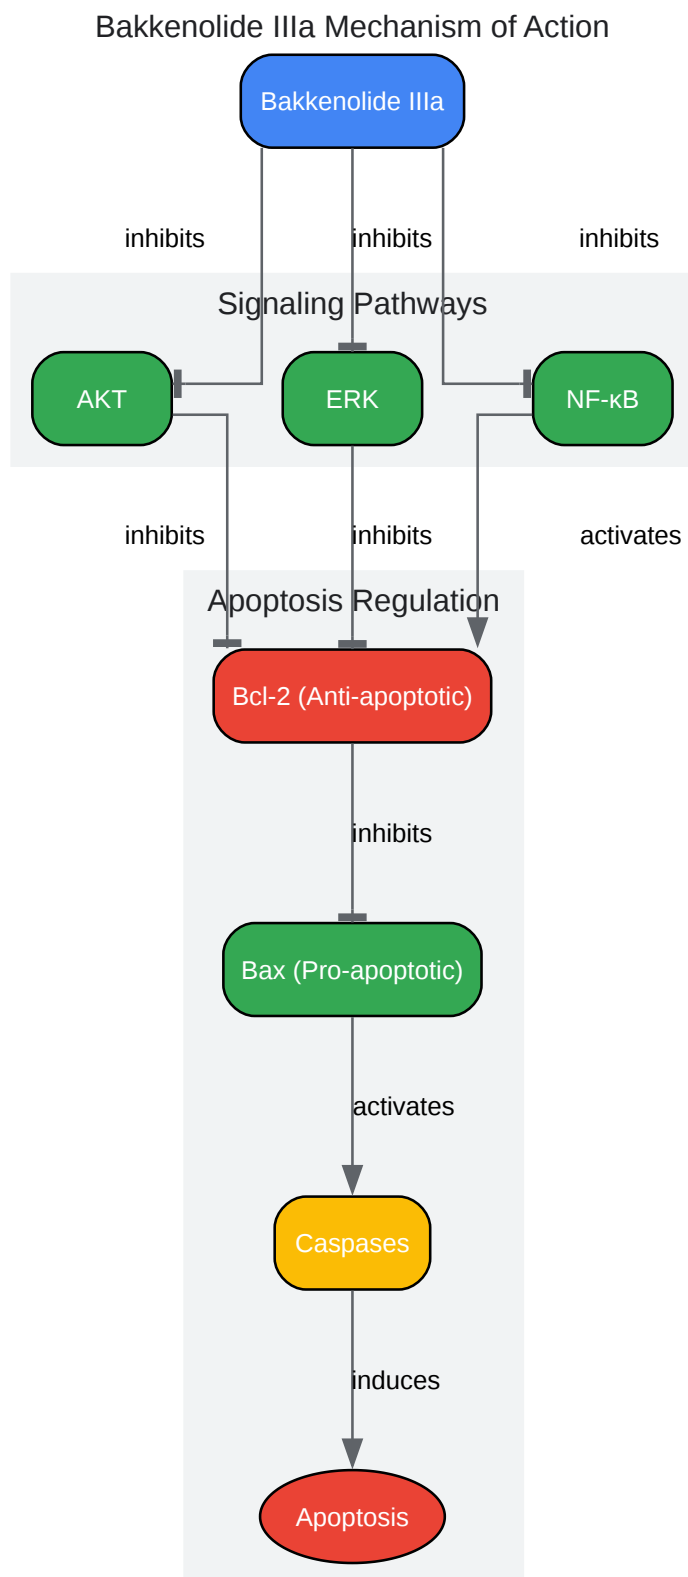 Bakkenolide IIIa Mechanism of Action
Bakkenolide IIIa
inhibits
inhibits
inhibits
Signaling Pathways
AKT
ERK
NF-κB
inhibits
inhibits
activates
Apoptosis Regulation
Bcl-2 (Anti-apoptotic)
inhibits
Bax (Pro-apoptotic)
activates
Caspases
induces
Apoptosis